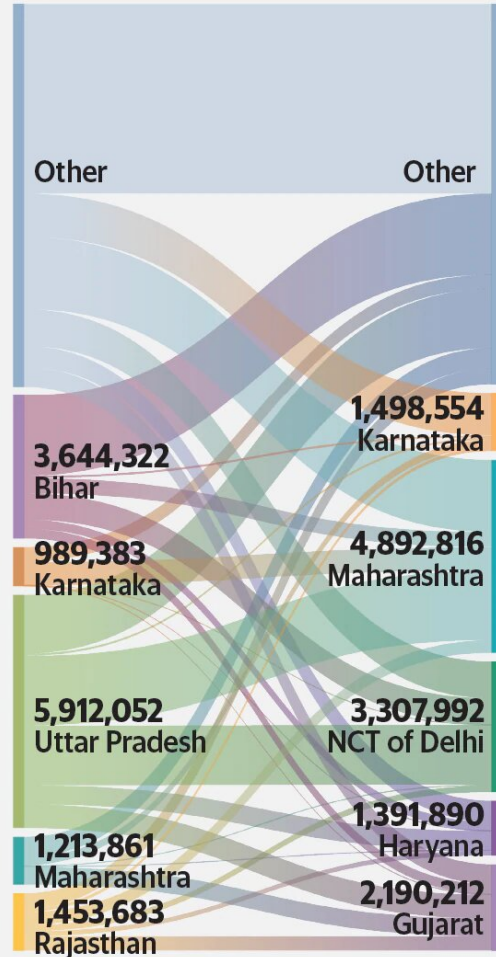 Other
3,644,322
Bihar
989,383
Karnataka
5,912,052
Uttar Pradesh
1,213,861
Maharashtra
1,453,683
Rajasthan
Other
1,498,554
Karnataka
4,892,816
Maharashtra
3,307,992
NCT of Delhi
1,391,890
Haryana
2,190,212
Gujarat